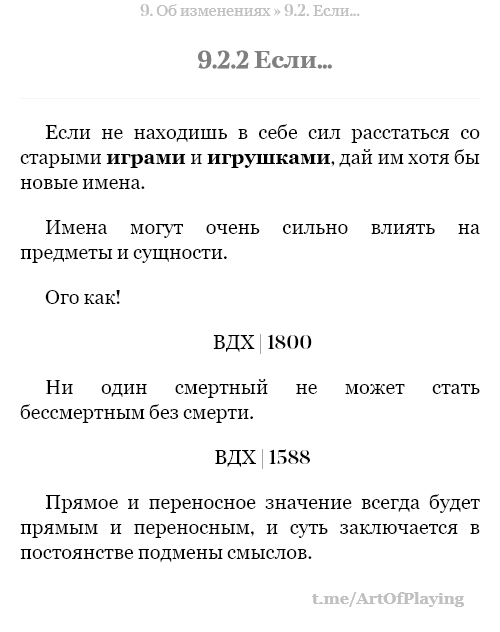 9. Об изменениях » 9.2. Если...
9.2.2 Если...
Если не находишь в себе сил расстаться со
старыми играми и игрушками, дай им хотя бы
новые имена.
Имена могут очень сильно влиять на
предметы и сущности.
Ого как!
ВДХ | 1800
Ни один смертный не может стать
бессмертным без смерти.
ВДХ | 1588
Прямое и переносное значение всегда будет
прямым и переносным, и суть заключается в
постоянстве подмены смыслов.
t.me/ArtOfPlaying